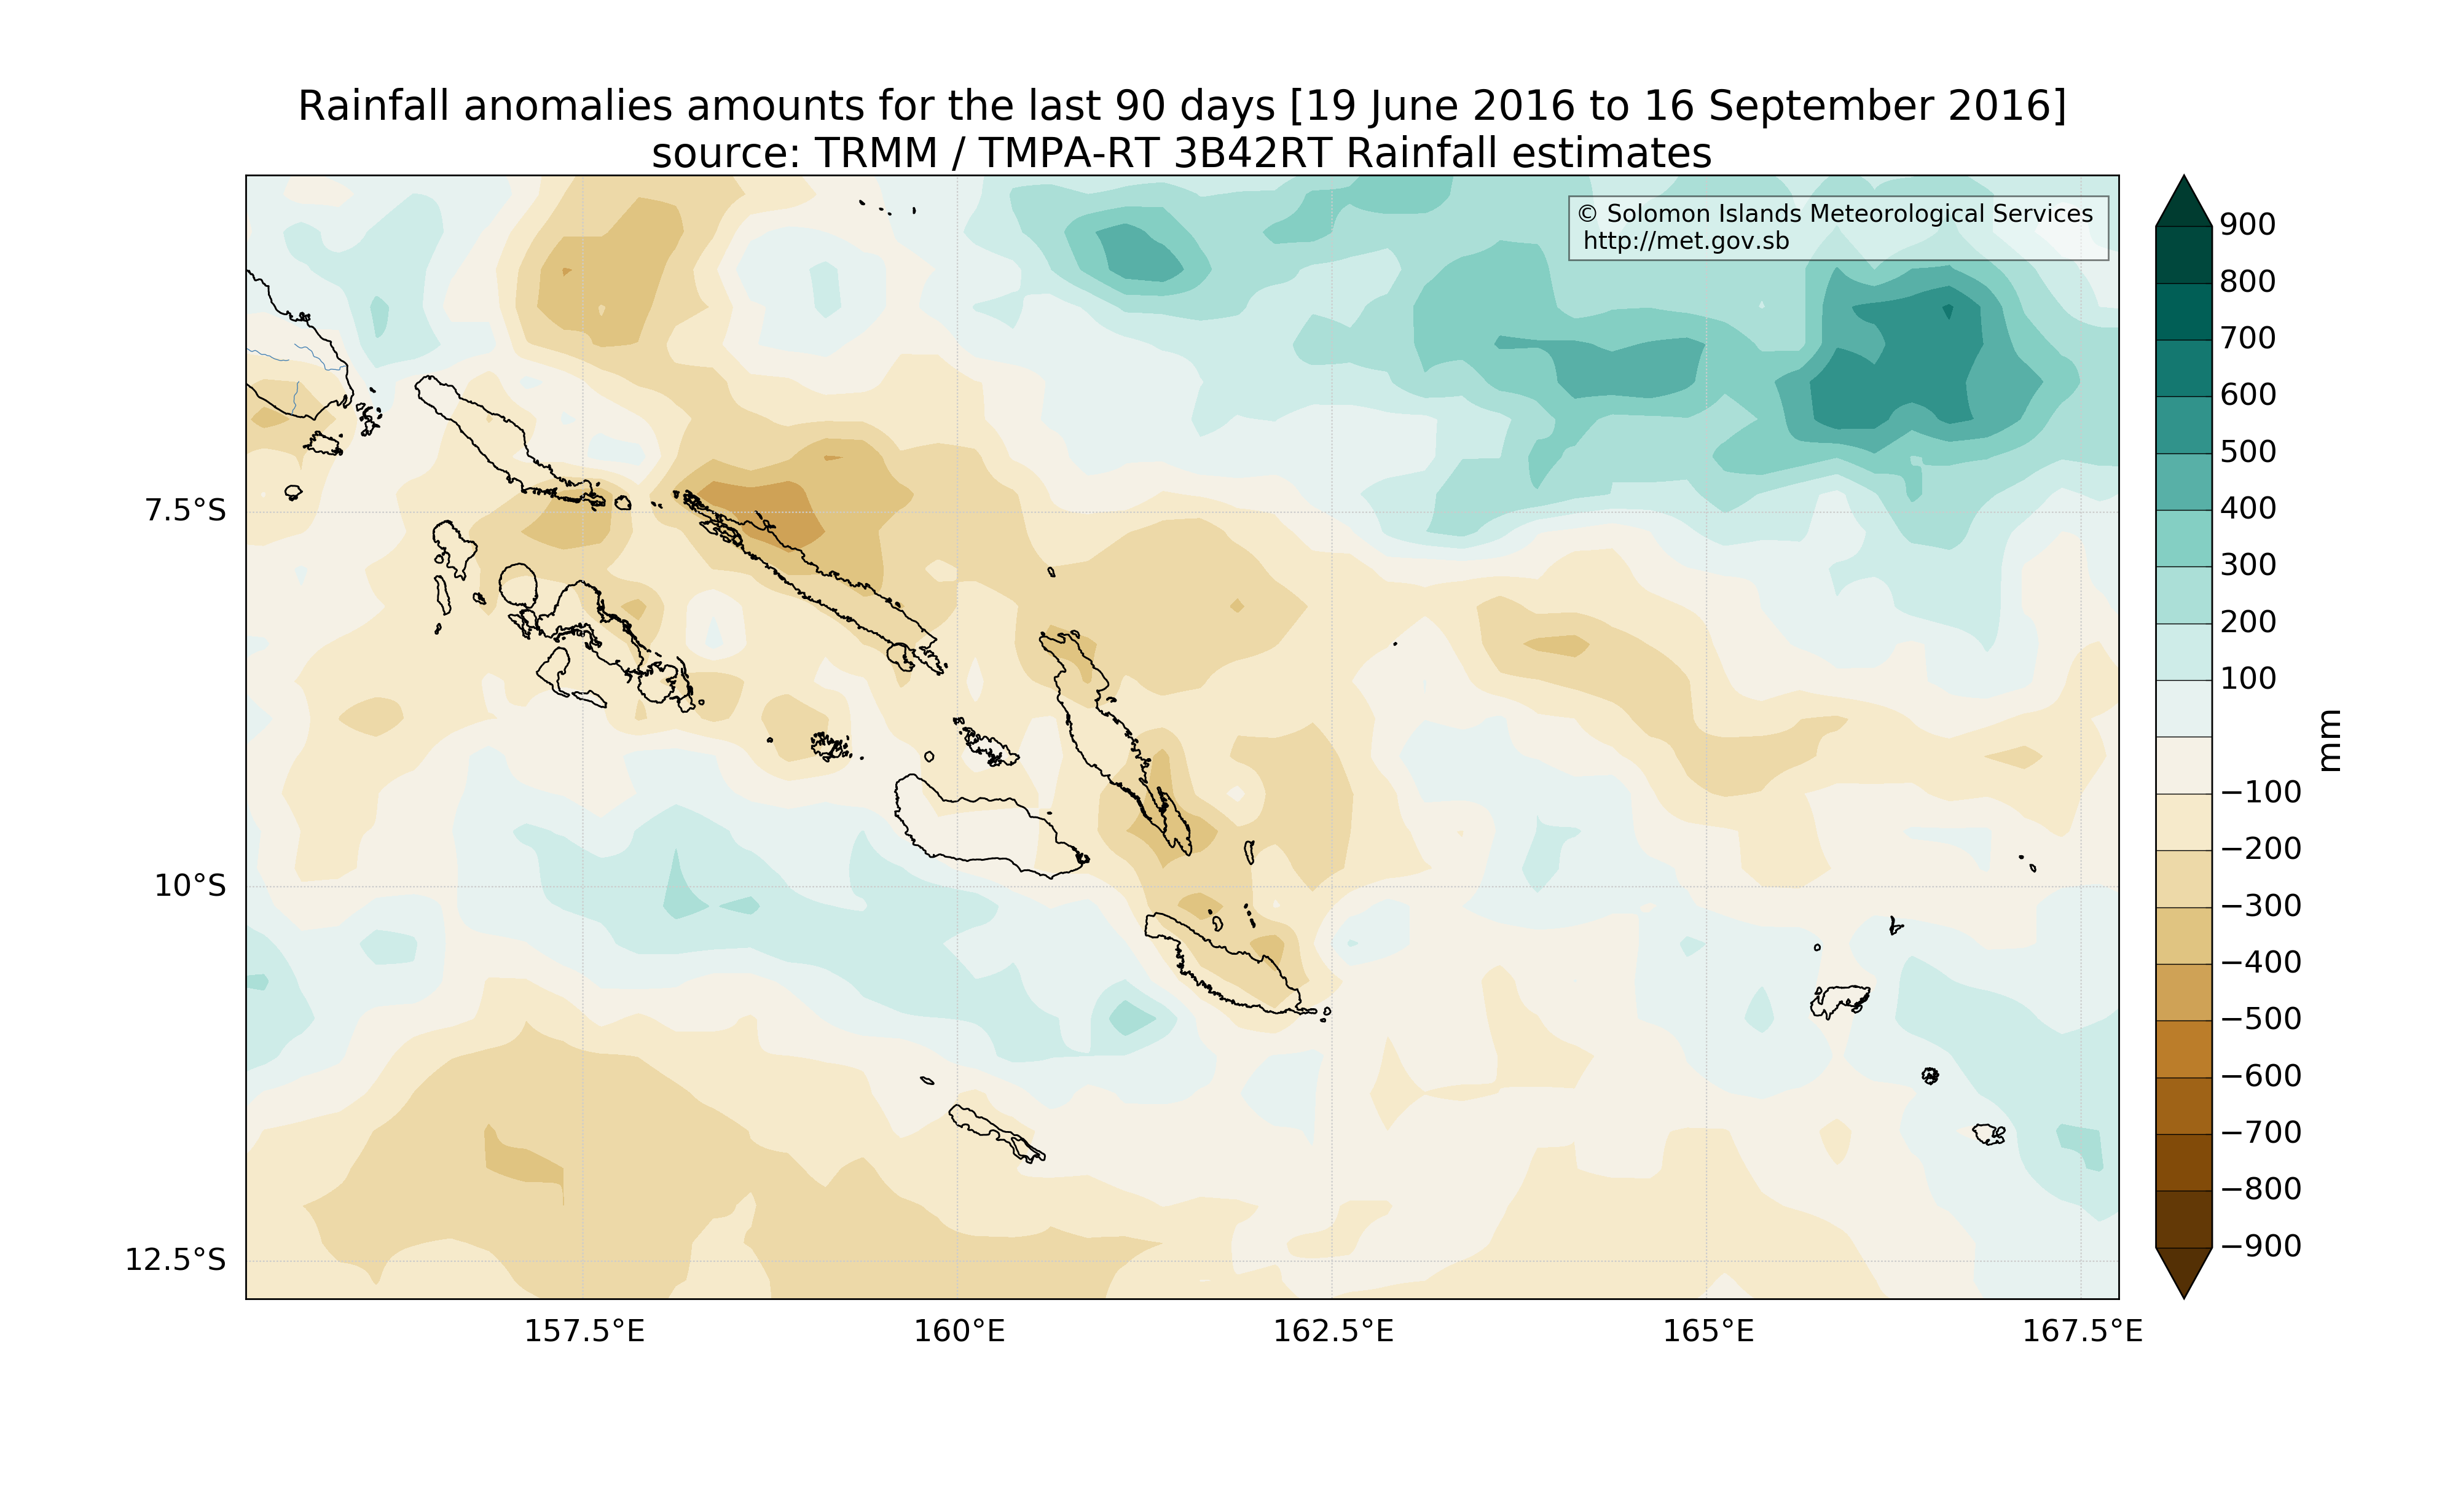 Rainfall anomalies amounts for the last 90 days [19 June 2016 to 16 September 2016]
source: TRMM / TMPA-RT 3B42RT Rainfall estimates
© Solomon Islands Meteorological Services
http://met.gov.sb
7.5°S
10°S
12.5°S
157.5°E
160°E
162.5°E
165°E
167.5°E
900
800
700
600
500
400
300
200
100
−100
−200
−300
−400
−500
−600
−700
−800
−900
mm